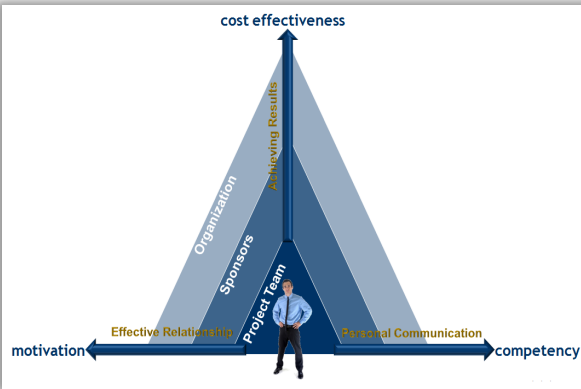 cost effectiveness
Achieving Results
Organization
Sponsors
Project Team
Effective Relationship
Personal Communication
motivation
competency